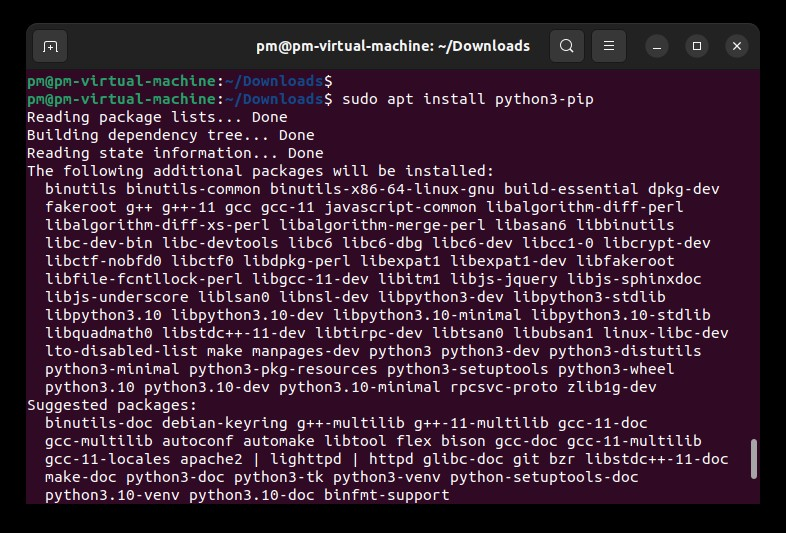 pm@pm-virtual-machine: ~/Downloads
pm@pm-virtual-machine:~/Downloads$
pm@pm-virtual-machine:~/Downloads$ sudo apt install python3-pip
Reading package lists... Done
Building dependency tree... Done
Reading state information... Done
The following additional packages will be installed:
  binutils binutils-common binutils-x86-64-linux-gnu build-essential dpkg-dev
  fakeroot g++ g++-11 gcc gcc-11 javascript-common libalgorithm-diff-perl
  libalgorithm-diff-xs-perl libalgorithm-merge-perl libasan6 libbinutils
  libc-dev-bin libc-devtools libc6 libc6-dbg libc6-dev libcc1-0 libcrypt-dev
  libctf-nobfd0 libctf0 libdpkg-perl libexpat1 libexpat1-dev libfakeroot
  libfile-fcntllock-perl libgcc-11-dev libitm1 libjs-jquery libjs-sphinxdoc
  libjs-underscore liblsan0 libnsl-dev libpython3-dev libpython3-stdlib
  libpython3.10 libpython3.10-dev libpython3.10-minimal libpython3.10-stdlib
  libquadmath0 libstdc++-11-dev libtirpc-dev libtsan0 libubsan1 linux-libc-dev
  lto-disabled-list make manpages-dev python3 python3-dev python3-distutils
  python3-minimal python3-pkg-resources python3-setuptools python3-wheel
  python3.10 python3.10-dev python3.10-minimal rpcsvc-proto zlib1g-dev
Suggested packages:
  binutils-doc debian-keyring g++-multilib g++-11-multilib gcc-11-doc
  gcc-multilib autoconf automake libtool flex bison gcc-doc gcc-11-multilib
  gcc-11-locales apache2 | lighttpd | httpd glibc-doc git bzr libstdc++-11-doc
  make-doc python3-doc python3-tk python3-venv python-setuptools-doc
  python3.10-venv python3.10-doc binfmt-support